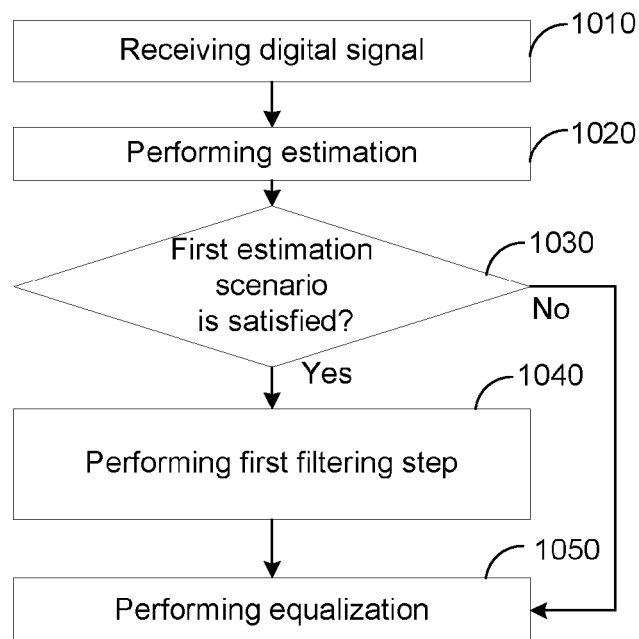 Receiving digital signal
1010
Performing estimation
1020
First estimation
scenario
is satisfied?
1030
No
Yes
1040
Performing first filtering step
1050
Performing equalization